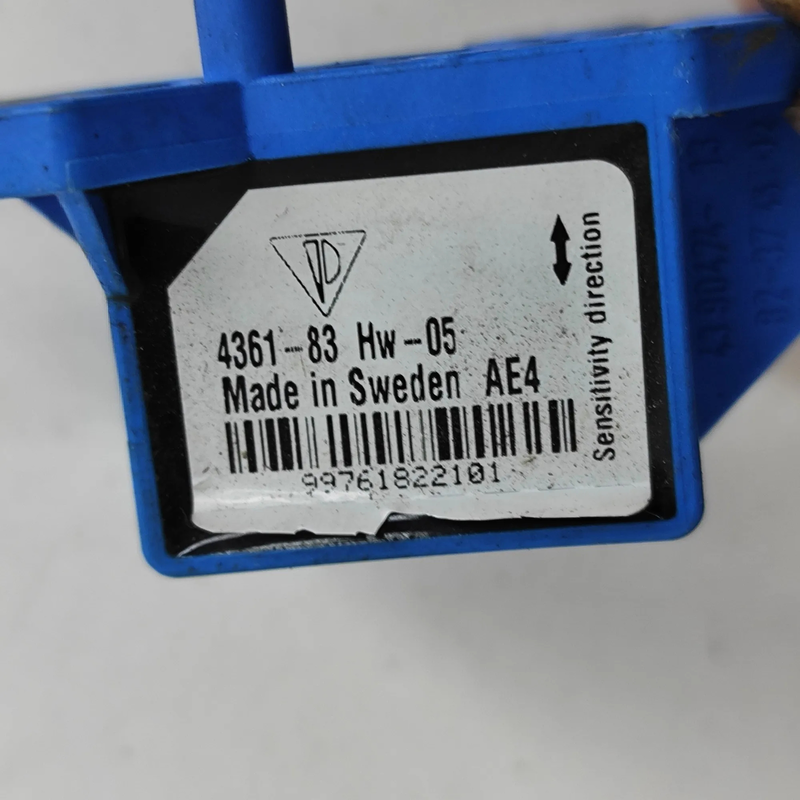 4361-83 Hw-05
Made in Sweden AE4
99761822101
Sensitivity direction